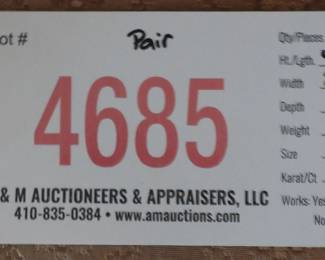 ot #
Pair
4685
& M AUCTIONEERS & APPRAISERS, LLC
410-835-0384 • www.amauctions.com
Qty/Pieces
Ht./Lgth.
Width
Depth
Weight
Size
Karat/Ct
Works: Yes
No